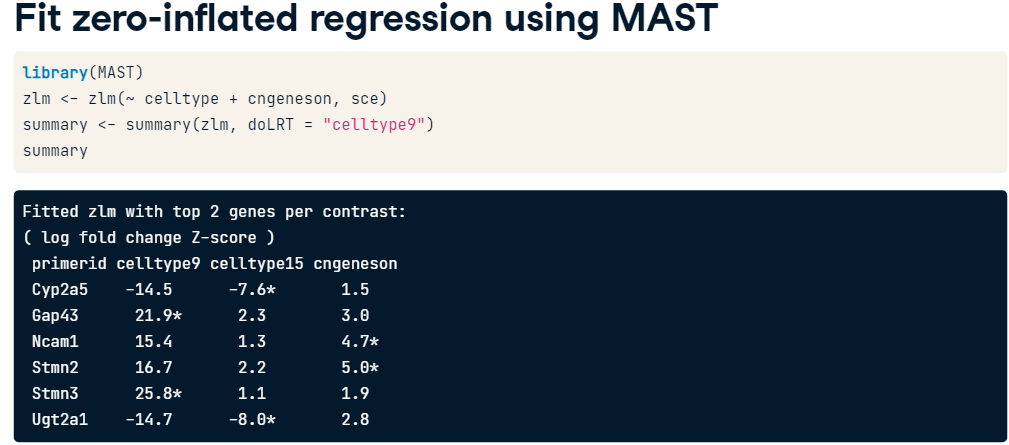 Fit zero-inflated regression using MAST
library(MAST)
zlm <- zlm(~ celltype + cngeneson, sce)
summary <- summary(zlm, doLRT = "celltype9")
summary
Fitted zlm with top 2 genes per contrast:
( log fold change Z-score )
primerid celltype9 celltype15 cngeneson
Cyp2a5 -14.5 -7.6* 1.5
Gap43 21.9* 2.3 3.0
Ncam1 15.4 1.3 4.7*
Stmn2 16.7 2.2 5.0*
Stmn3 25.8* 1.1 1.9
Ugt2a1 -14.7 -8.0* 2.8